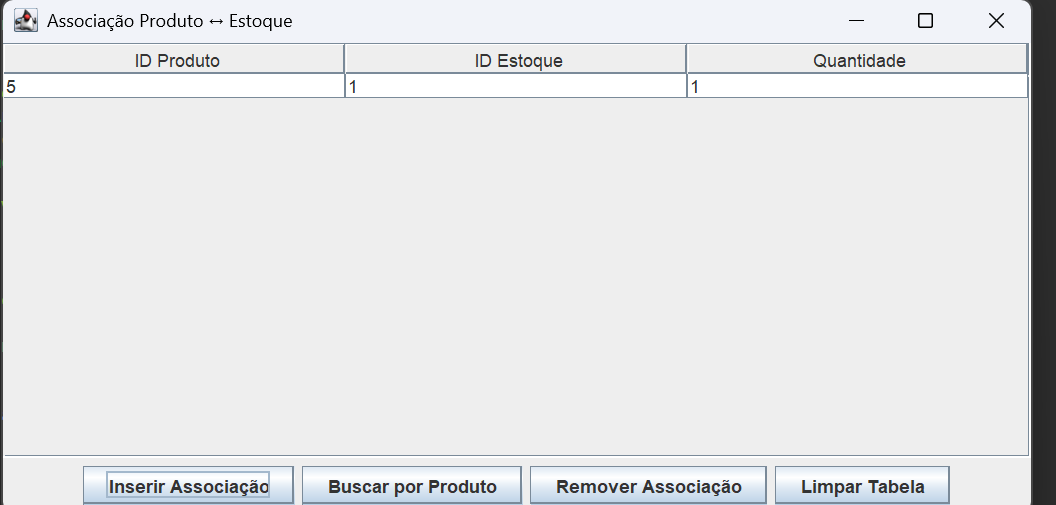 Associação Produto ↔ Estoque
ID Produto ID Estoque Quantidade
5 1 1
Inserir Associação Buscar por Produto Remover Associação Limpar Tabela